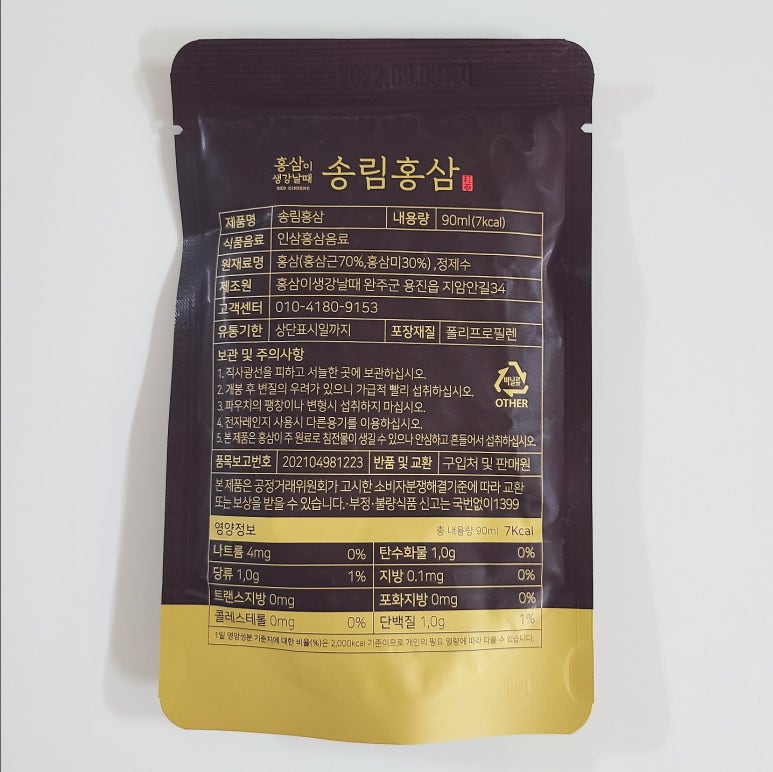 2022.09.09까지
홍삼이 생강날때 송림홍삼
RED GINSENG
제품명 송림홍삼 내용량 90ml(7kcal)
식품음료 인삼홍삼음료
원재료명 홍삼(홍삼근70%,홍삼미30%) ,정제수
제조원 홍삼이생강날때 완주군 용진읍 지암안길34
고객센터 010-4180-9153
유통기한 상단표시일까지 포장재질 폴리프로필렌
보관 및 주의사항
1. 직사광선을 피하고 서늘한 곳에 보관하십시오.
2. 개봉 후 변질의 우려가 있으니 가급적 빨리 섭취하십시오.
3. 파우치의 팽창이나 변형시 섭취하지 마십시오.
4. 전자레인지 사용시 다른용기를 이용하십시오.
5. 본 제품은 홍삼이 주 원료로 침전물이 생길 수 있으나 안심하고 흔들어서 섭취하십시오.
비닐류
OTHER
품목보고번호 202104981223 반품 및 교환 구입처 및 판매원
본 제품은 공정거래위원회가 고시한 소비자분쟁해결기준에 따라 교환
또는 보상을 받을 수 있습니다.·부정·불량식품 신고는 국번없이1399
영양정보 총 내용량 90ml 7Kcal
나트륨 4mg 0% 탄수화물 1,0g 0%
당류 1,0g 1% 지방 0.1mg 0%
트랜스지방 0mg 포화지방 0mg 0%
콜레스테롤 0mg 0% 단백질 1,0g 1%
1일 영양성분 기준치에 대한 비율(%)은 2,000kcal 기준이므로 개인의 필요 열량에 따라 다를 수 있습니다.